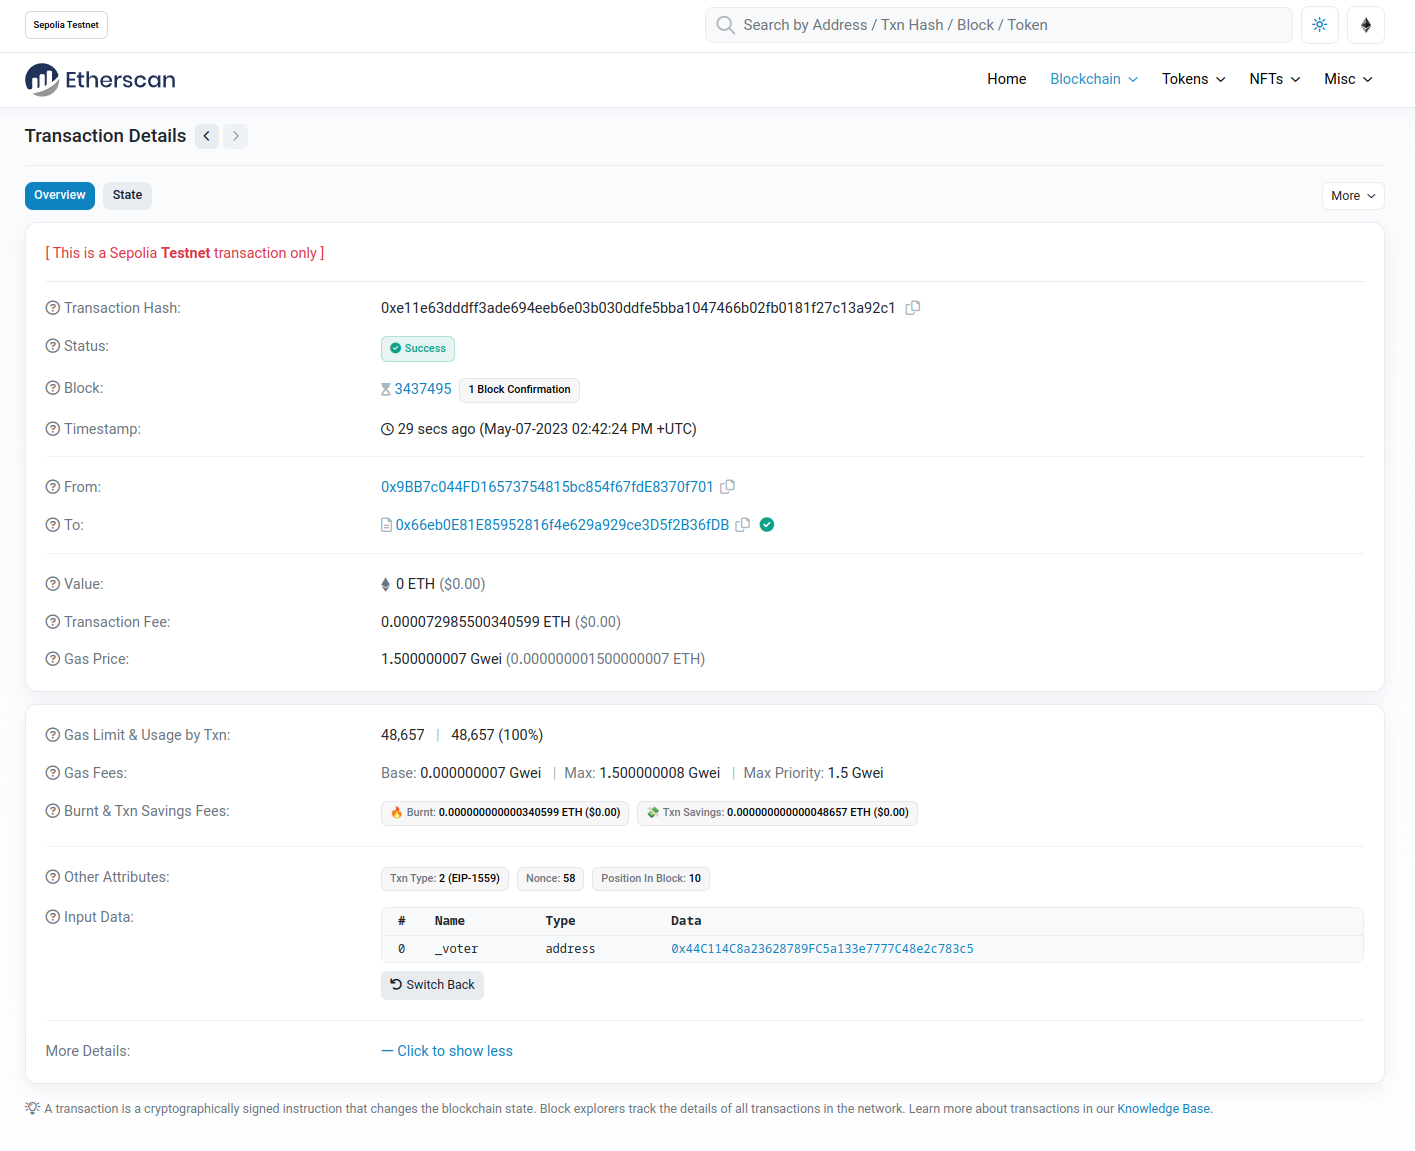 Sepolia Testnet
Search by Address / Txn Hash / Block / Token
Etherscan
Home Blockchain Tokens NFTs Misc
Transaction Details
Overview State More
[ This is a Sepolia Testnet transaction only ]
Transaction Hash: 0xe11e63dddff3ade694eeb6e03b030ddfe5bba1047466b02fb0181f27c13a92c1
Status: Success
Block: 3437495 1 Block Confirmation
Timestamp: 29 secs ago (May-07-2023 02:42:24 PM +UTC)
From: 0x9BB7c044FD16573754815bc854f67fdE8370f701
To: 0x66eb0E81E85952816f4e629a929ce3D5f2B36fDB
Value: 0 ETH ($0.00)
Transaction Fee: 0.000072985500340599 ETH ($0.00)
Gas Price: 1.500000007 Gwei (0.000000001500000007 ETH)
Gas Limit & Usage by Txn: 48,657 | 48,657 (100%)
Gas Fees: Base: 0.000000007 Gwei | Max: 1.500000008 Gwei | Max Priority: 1.5 Gwei
Burnt & Txn Savings Fees: Burnt: 0.000000000000340599 ETH ($0.00) Txn Savings: 0.000000000000048657 ETH ($0.00)
Other Attributes: Txn Type: 2 (EIP-1559) Nonce: 58 Position In Block: 10
Input Data: # Name Type Data
0 _voter address 0x44C114C8a23628789FC5a133e7777C48e2c783c5
Switch Back
More Details: — Click to show less
A transaction is a cryptographically signed instruction that changes the blockchain state. Block explorers track the details of all transactions in the network. Learn more about transactions in our Knowledge Base.